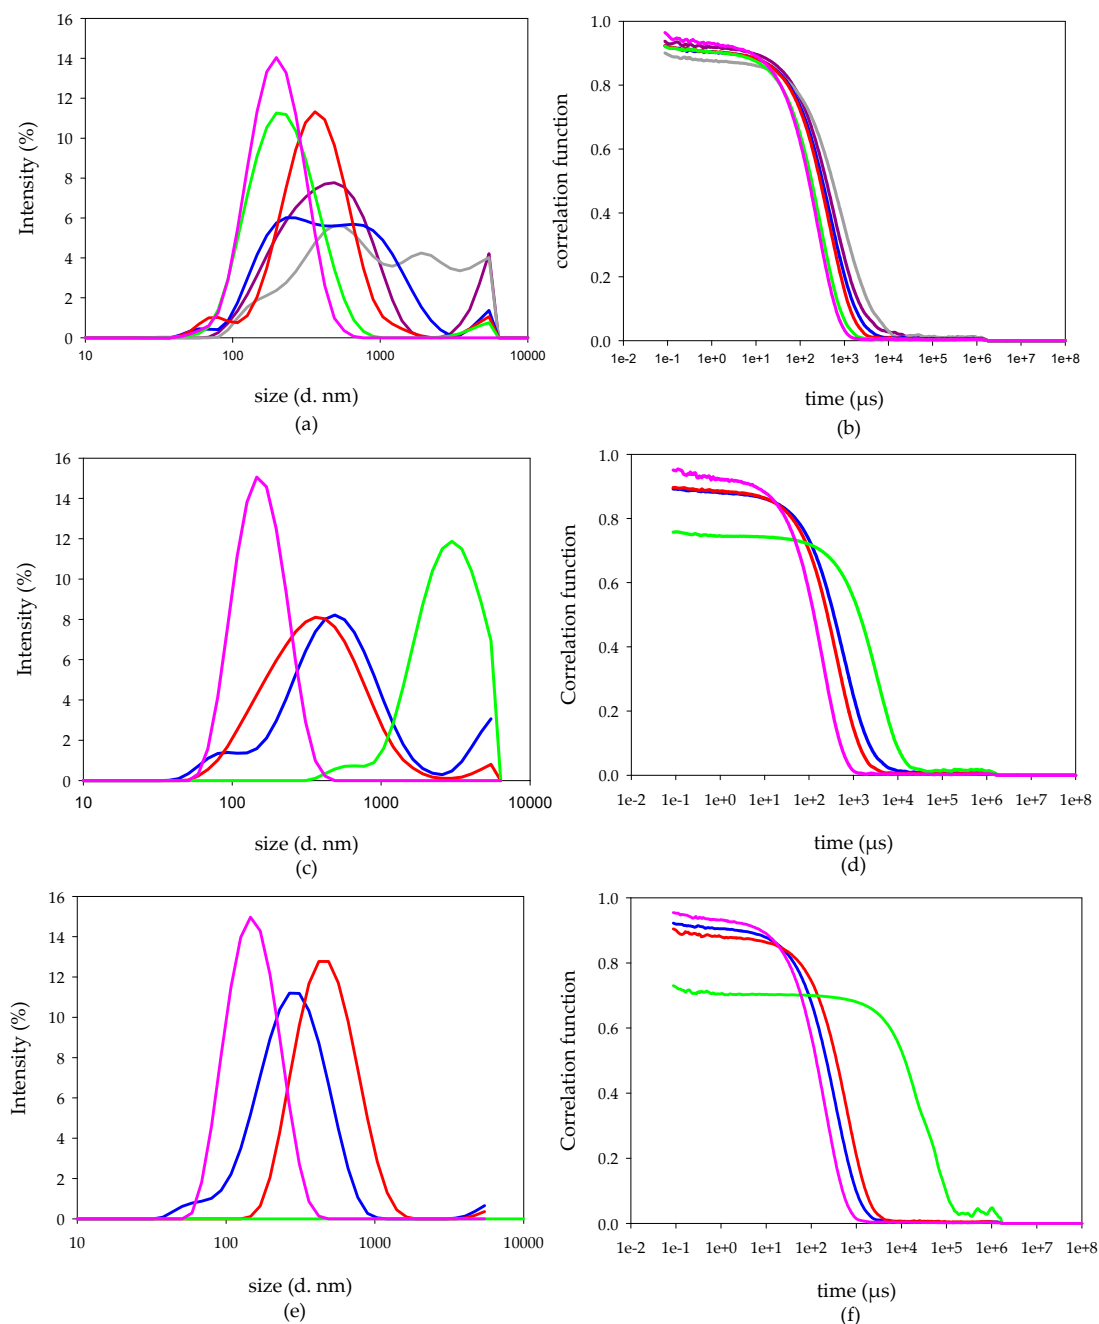 16
14
12
10
8
6
4
2
0
Intensity (%)
10 100 1000 10000
size (d. nm)
(a)
1.0
0.8
0.6
0.4
0.2
0.0
correlation function
1e-2 1e-1 1e+0 1e+1 1e+2 1e+3 1e+4 1e+5 1e+6 1e+7 1e+8
time (µs)
(b)
16
14
12
10
8
6
4
2
0
Intensity (%)
10 100 1000 10000
size (d. nm)
(c)
1.0
0.8
0.6
0.4
0.2
0.0
Correlation function
1e-2 1e-1 1e+0 1e+1 1e+2 1e+3 1e+4 1e+5 1e+6 1e+7 1e+8
time (µs)
(d)
16
14
12
10
8
6
4
2
0
Intensity (%)
10 100 1000 10000
size (d. nm)
(e)
1.0
0.8
0.6
0.4
0.2
0.0
Correlation function
1e-2 1e-1 1e+0 1e+1 1e+2 1e+3 1e+4 1e+5 1e+6 1e+7 1e+8
time (µs)
(f)